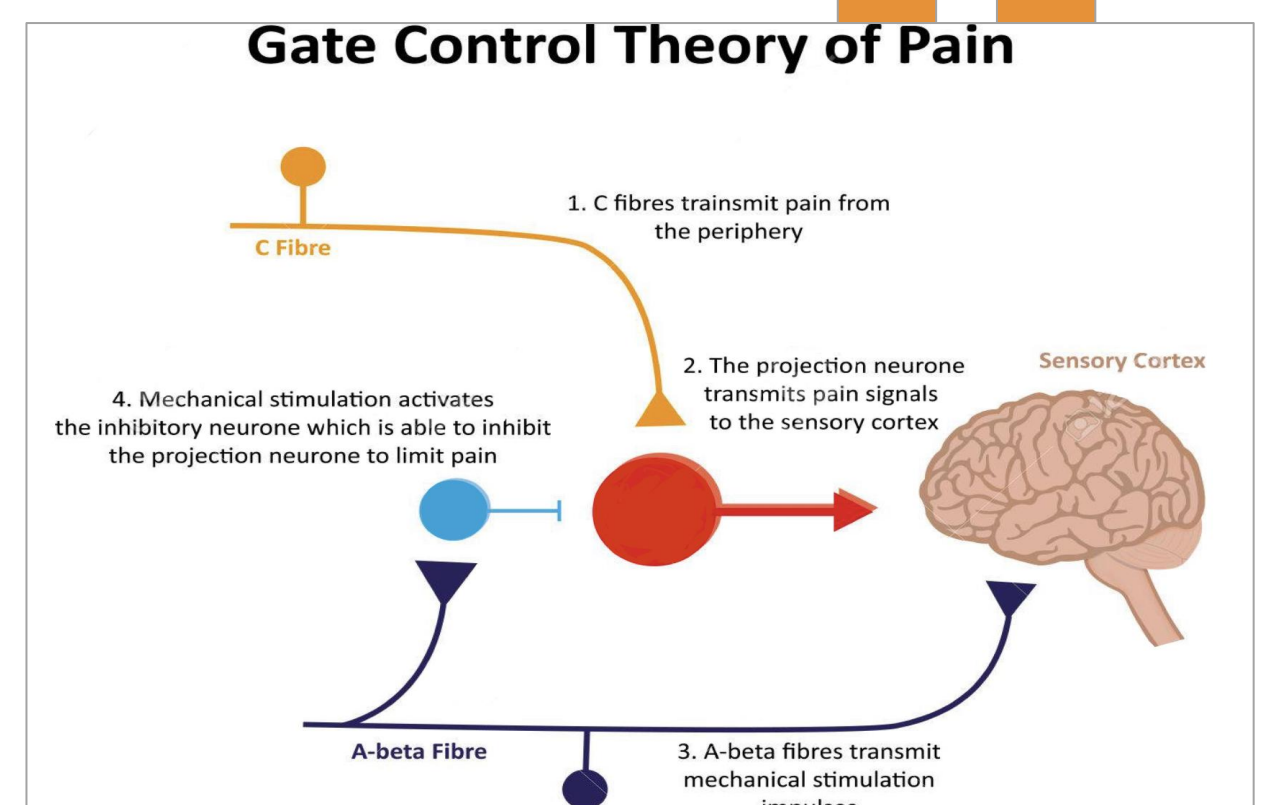 Gate Control Theory of Pain
1. C fibres trainsmit pain from
the periphery
C Fibre
2. The projection neurone
transmits pain signals
to the sensory cortex
Sensory Cortex
4. Mechanical stimulation activates
the inhibitory neurone which is able to inhibit
the projection neurone to limit pain
A-beta Fibre
3. A-beta fibres transmit
mechanical stimulation
impulses